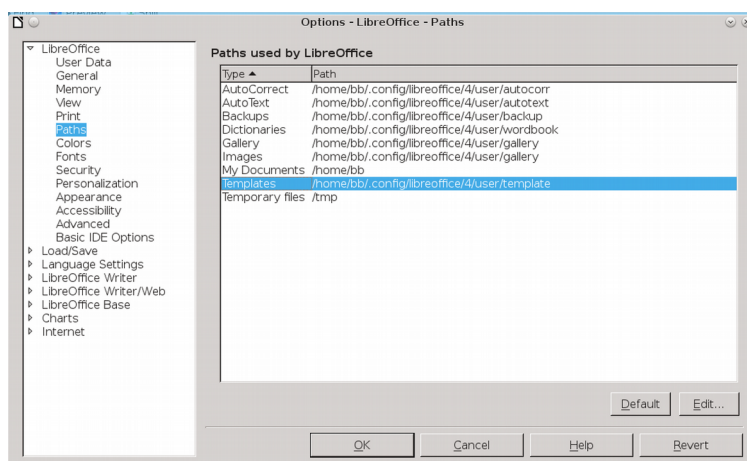 Options - LibreOffice - Paths
LibreOffice
User Data
General
Memory
View
Print
Paths
Colors
Fonts
Security
Personalization
Appearance
Accessibility
Advanced
Basic IDE Options
Load/Save
Language Settings
LibreOffice Writer
LibreOffice Writer/Web
LibreOffice Base
Charts
Internet
Paths used by LibreOffice
Type Path
AutoCorrect /home/bb/.config/libreoffice/4/user/autocorr
AutoText /home/bb/.config/libreoffice/4/user/autotext
Backups /home/bb/.config/libreoffice/4/user/backup
Dictionaries /home/bb/.config/libreoffice/4/user/wordbook
Gallery /home/bb/.config/libreoffice/4/user/gallery
Images /home/bb/.config/libreoffice/4/user/gallery
My Documents /home/bb
Templates /home/bb/.config/libreoffice/4/user/template
Temporary files /tmp
Default Edit...
OK Cancel Help Revert